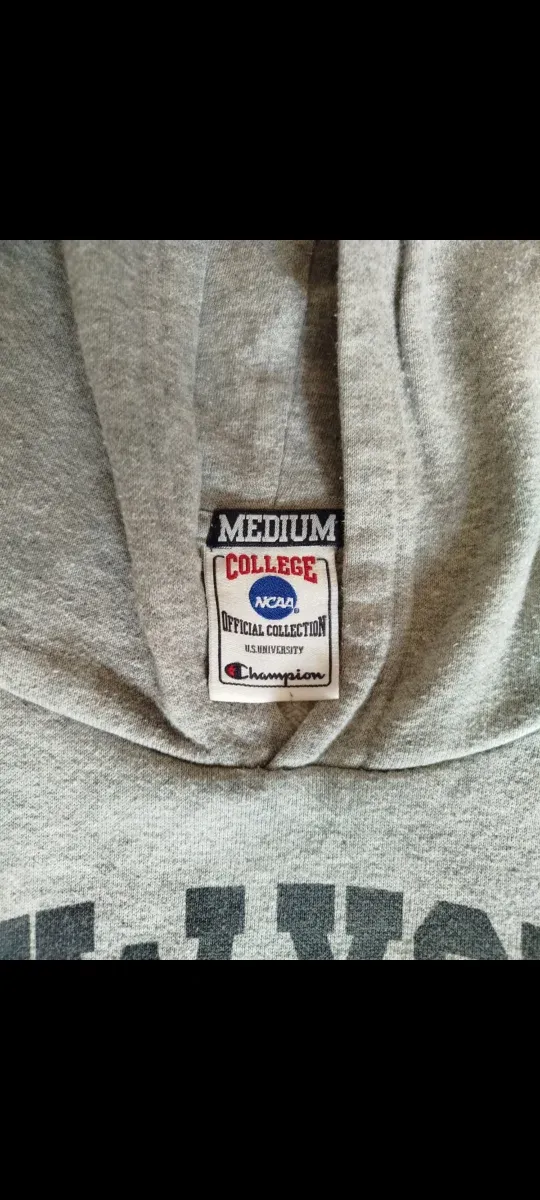 MEDIUM
COLLEGE
NCAA®
OFFICIAL COLLECTION
U.S.UNIVERSITY
Champion